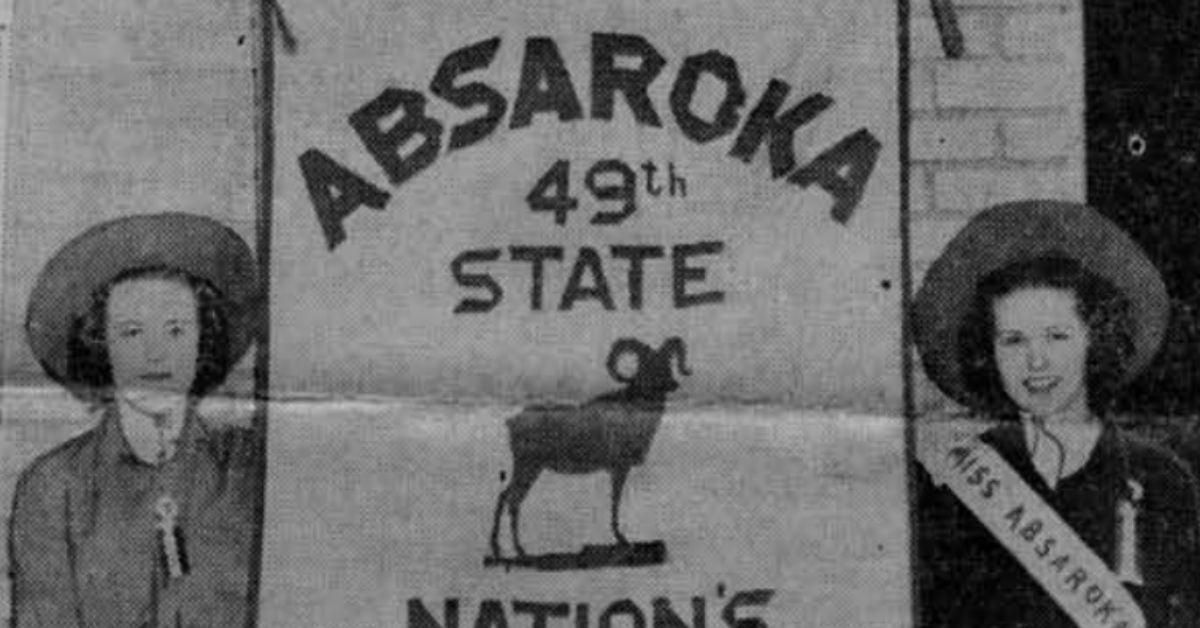 ABSAROKA
49th
STATE
NATION'S
MISS ABSAROKA